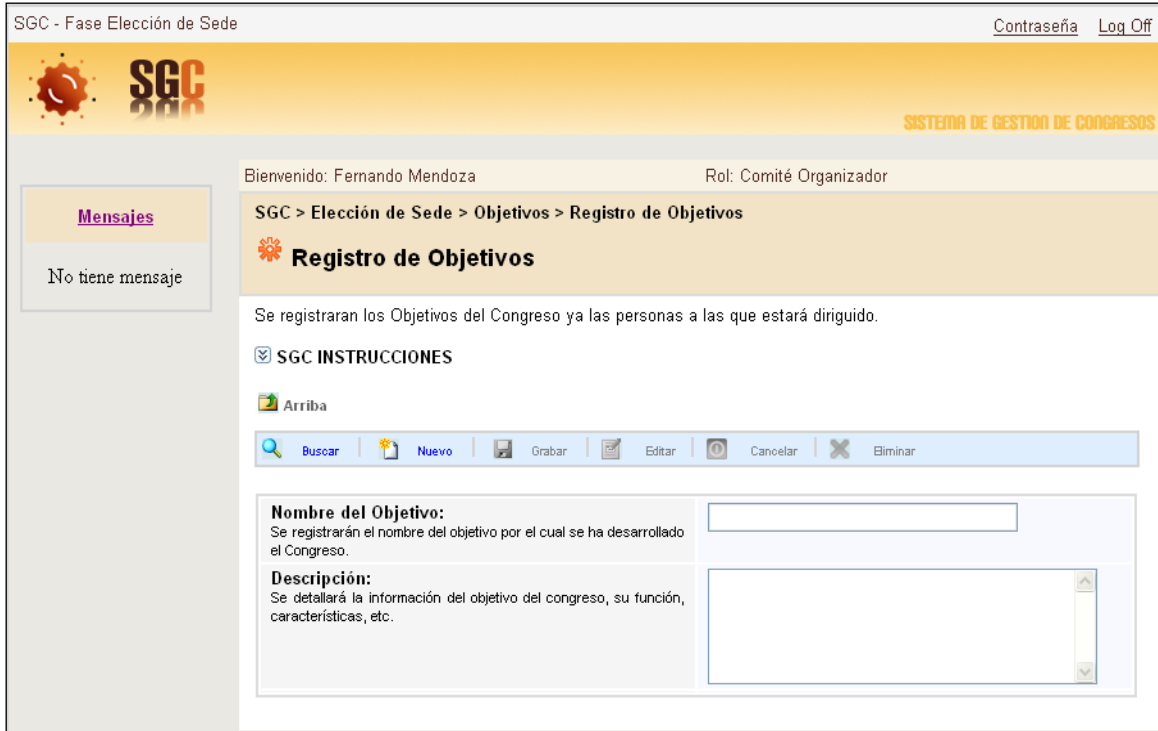 SGC - Fase Elección de Sede
Contraseña Log Off
SGC
SISTEMA DE GESTION DE CONGRESOS
Bienvenido: Fernando Mendoza Rol: Comité Organizador
Mensajes
No tiene mensaje
SGC > Elección de Sede > Objetivos > Registro de Objetivos
Registro de Objetivos
Se registraran los Objetivos del Congreso ya las personas a las que estará diriguido.
SGC INSTRUCCIONES
Arriba
Buscar Nuevo Grabar Editar Cancelar Eliminar
Nombre del Objetivo:
Se registrarán el nombre del objetivo por el cual se ha desarrollado
el Congreso.
Descripción:
Se detallará la información del objetivo del congreso, su función,
características, etc.